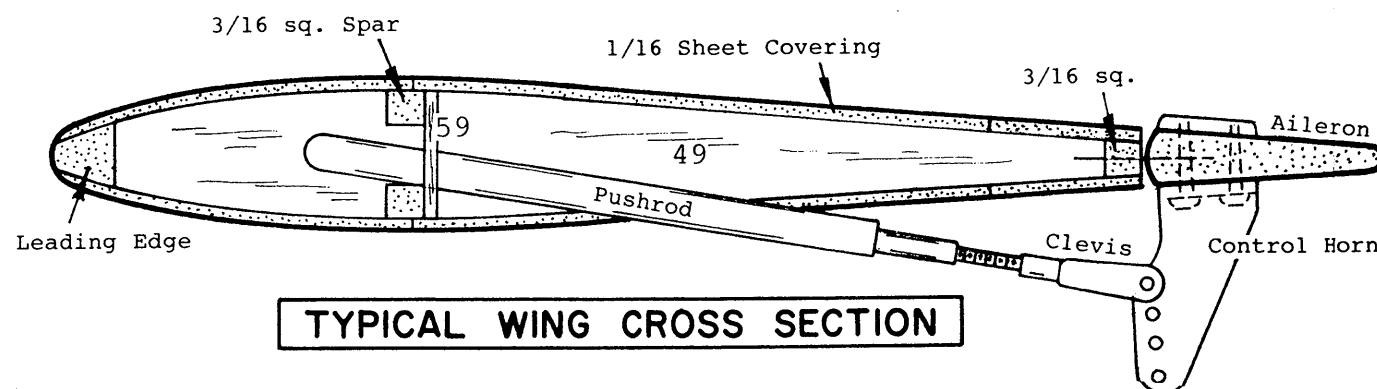 3/16 sq. Spar
1/16 Sheet Covering
3/16 sq.
Aileron
59
49
Pushrod
Leading Edge
Clevis
Control Horn
TYPICAL WING CROSS SECTION